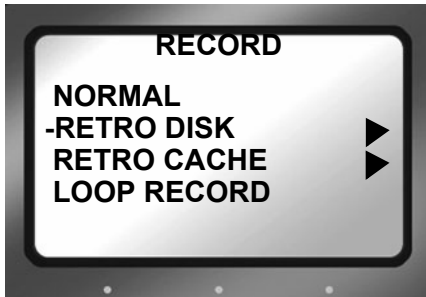 RECORD
NORMAL
-RETRO DISK
RETRO CACHE
LOOP RECORD